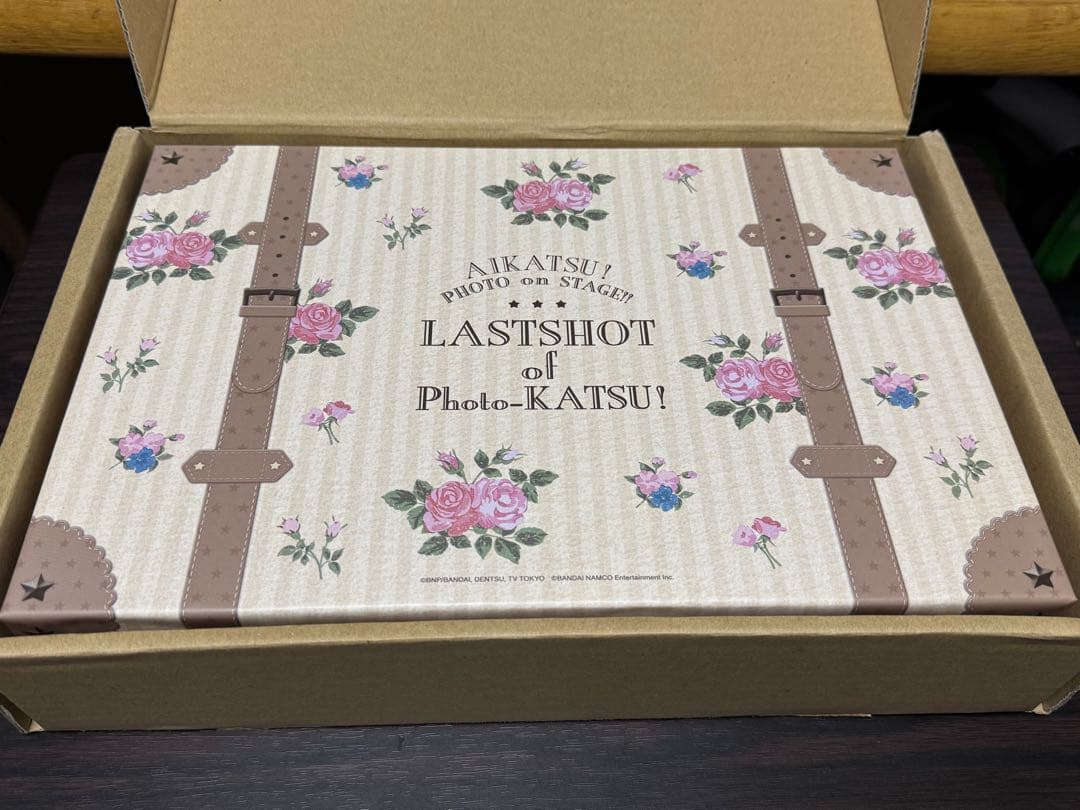 AIKATSU!
PHOTO on STAGE!!
LASTSHOT
of
Photo-KATSU!
©BNP/BANDAI, DENTSU, TV TOKYO ©BANDAI NAMCO Entertainment Inc.